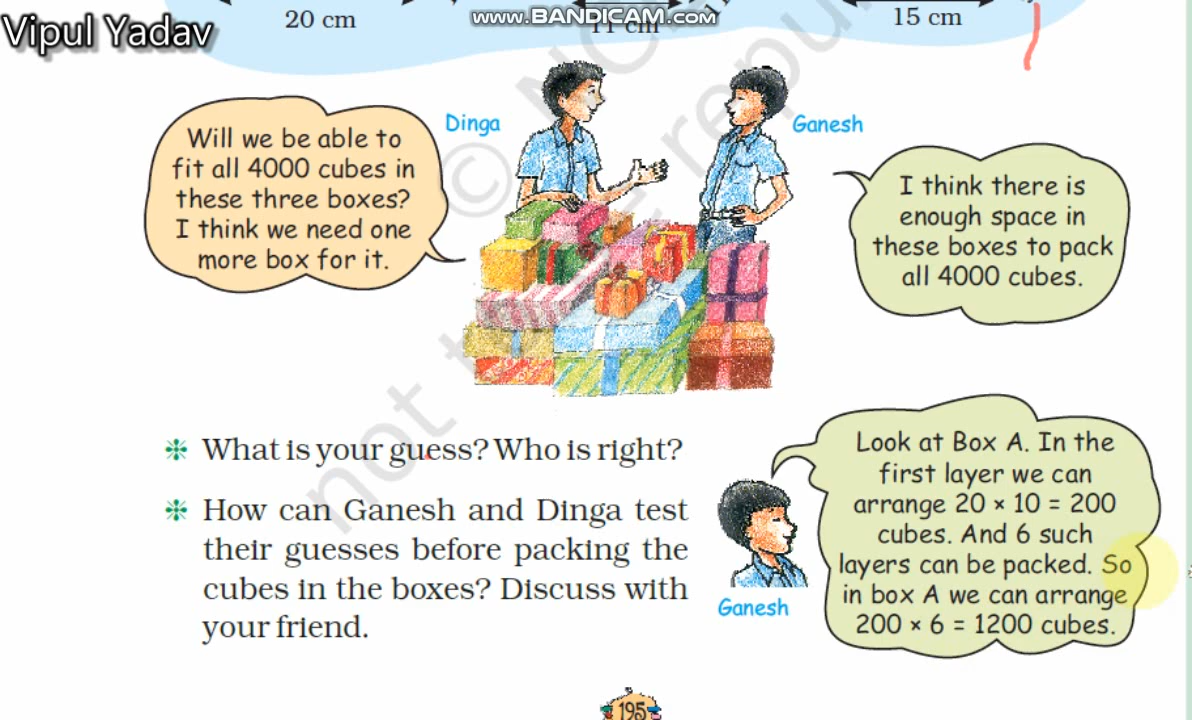 20 cm
www.BANDICAM.com
11 cm
15 cm
Vipul Yadav
Dinga
Ganesh
Will we be able to
fit all 4000 cubes in
these three boxes?
I think we need one
more box for it.
I think there is
enough space in
these boxes to pack
all 4000 cubes.
❉ What is your guess? Who is right?
❉ How can Ganesh and Dinga test
their guesses before packing the
cubes in the boxes? Discuss with
your friend.
Look at Box A. In the
first layer we can
arrange 20 × 10 = 200
cubes. And 6 such
layers can be packed. So
in box A we can arrange
200 × 6 = 1200 cubes.
Ganesh
195